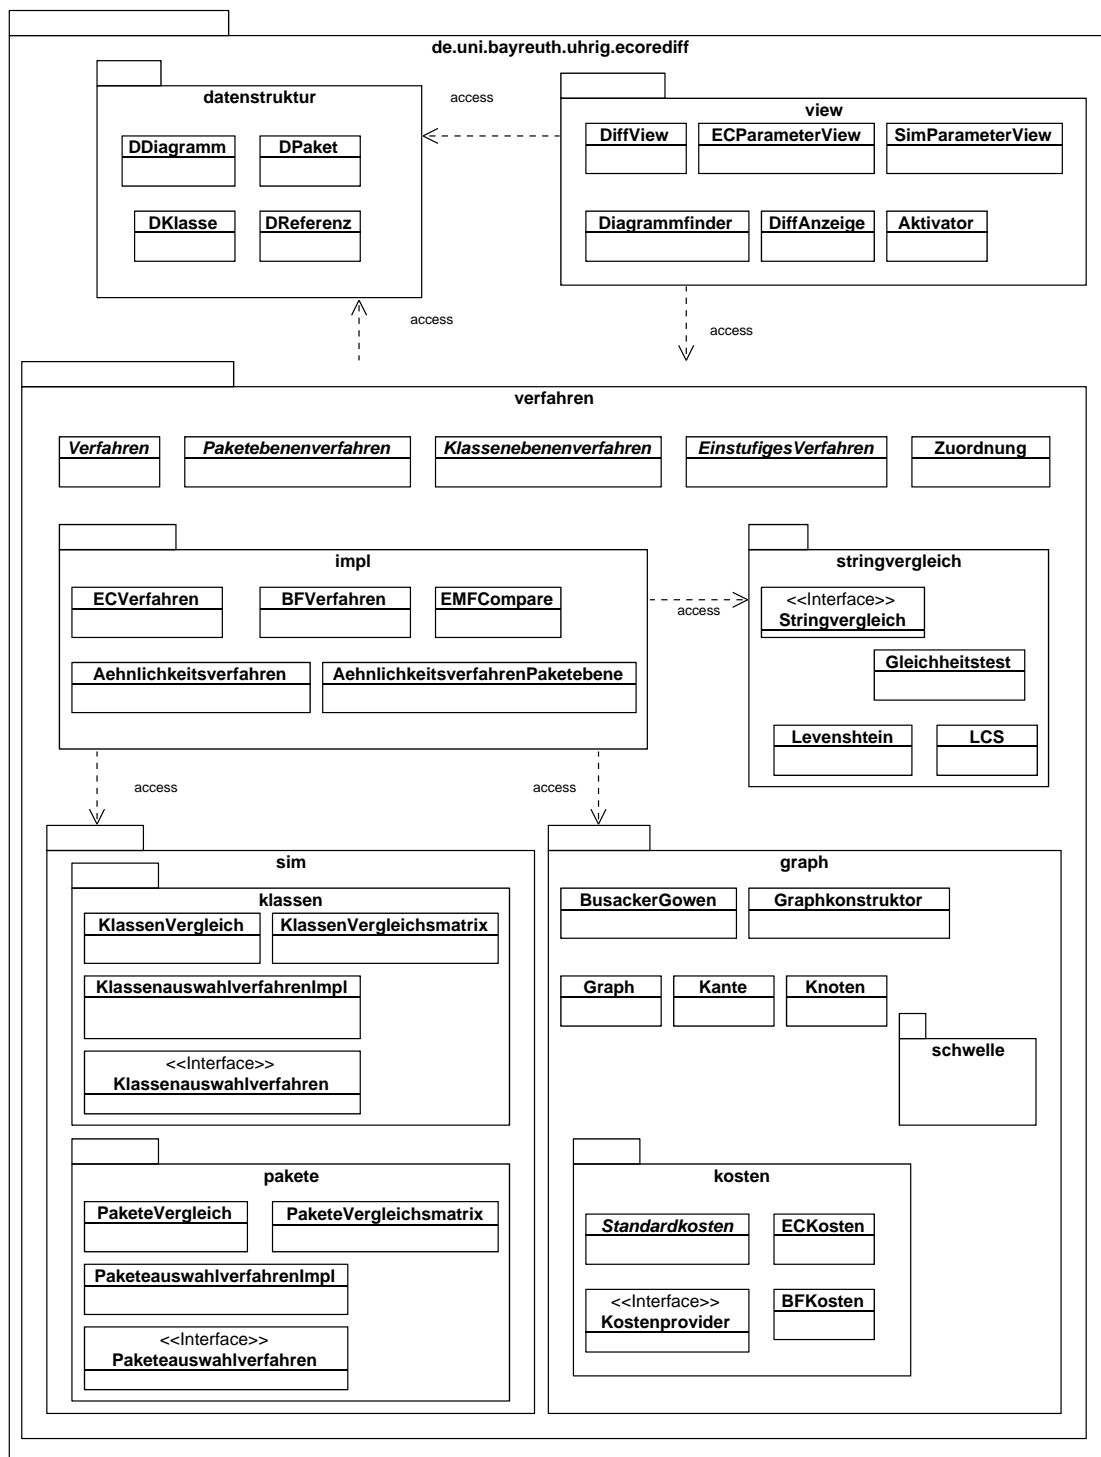 de.uni.bayreuth.uhrig.ecorediff
datenstruktur
access
view
DDiagramm
DPaket
DKlasse
DReferenz
DiffView
ECParameterView
SimParameterView
Diagrammfinder
DiffAnzeige
Aktivator
access
access
verfahren
Verfahren
Paketebenenverfahren
Klassenebenenverfahren
EinstufigesVerfahren
Zuordnung
impl
ECVerfahren
BFVerfahren
EMFCompare
Aehnlichkeitsverfahren
AehnlichkeitsverfahrenPaketebene
access
stringvergleich
<<Interface>>
Stringvergleich
Gleichheitstest
Levenshtein
LCS
access
access
sim
klassen
KlassenVergleich
KlassenVergleichsmatrix
KlassenauswahlverfahrenImpl
<<Interface>>
Klassenauswahlverfahren
pakete
PaketeVergleich
PaketeVergleichsmatrix
PaketeauswahlverfahrenImpl
<<Interface>>
Paketeauswahlverfahren
graph
BusackerGowen
Graphkonstruktor
Graph
Kante
Knoten
schwelle
kosten
Standardkosten
ECKosten
<<Interface>>
Kostenprovider
BFKosten